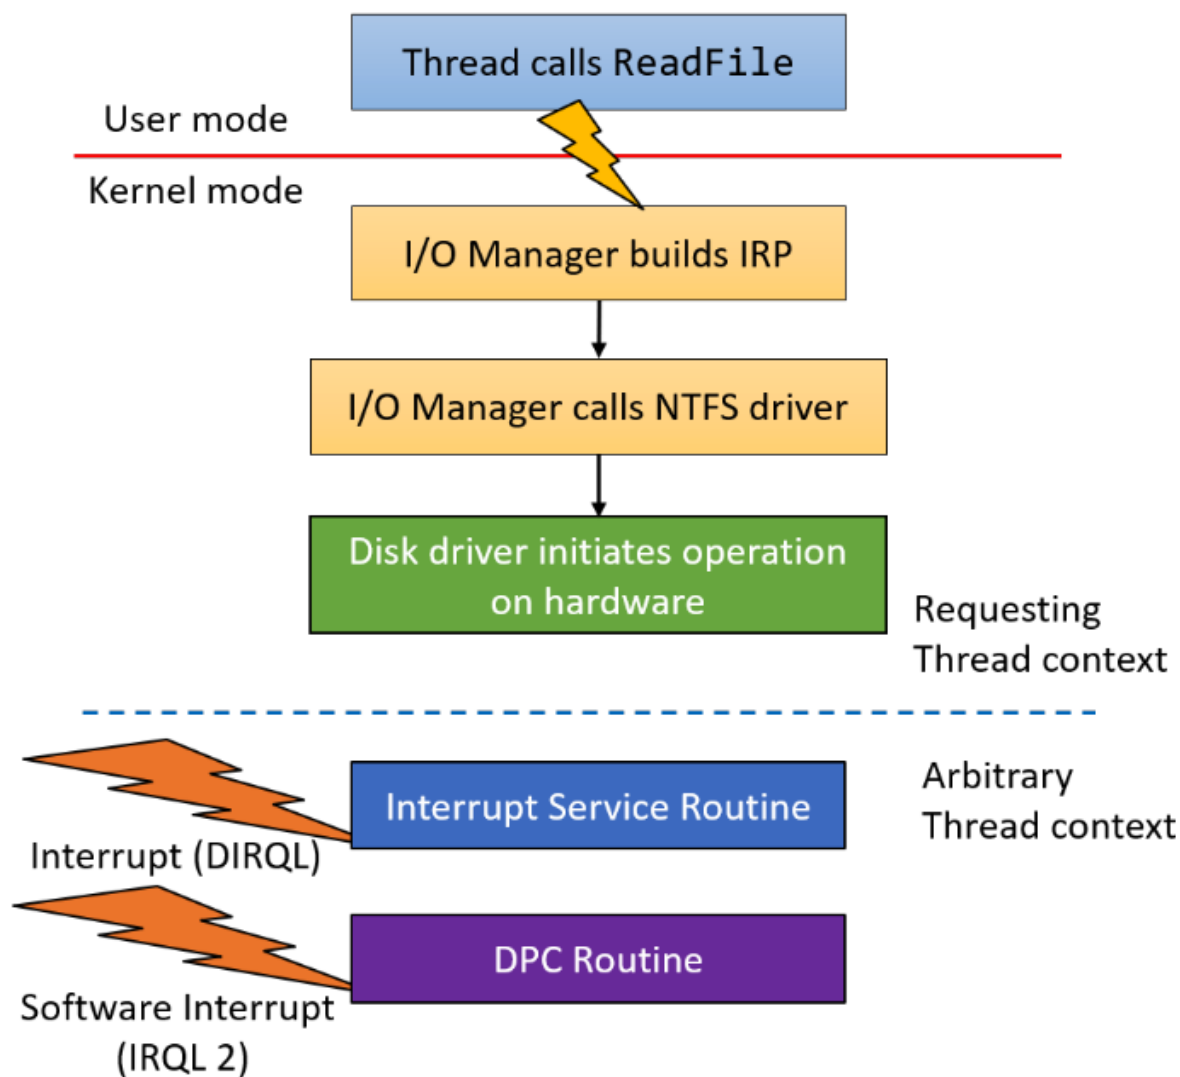 Thread calls ReadFile
User mode
Kernel mode
I/O Manager builds IRP
I/O Manager calls NTFS driver
Disk driver initiates operation
on hardware
Requesting
Thread context
Arbitrary
Thread context
Interrupt Service Routine
Interrupt (DIRQL)
DPC Routine
Software Interrupt
(IRQL 2)